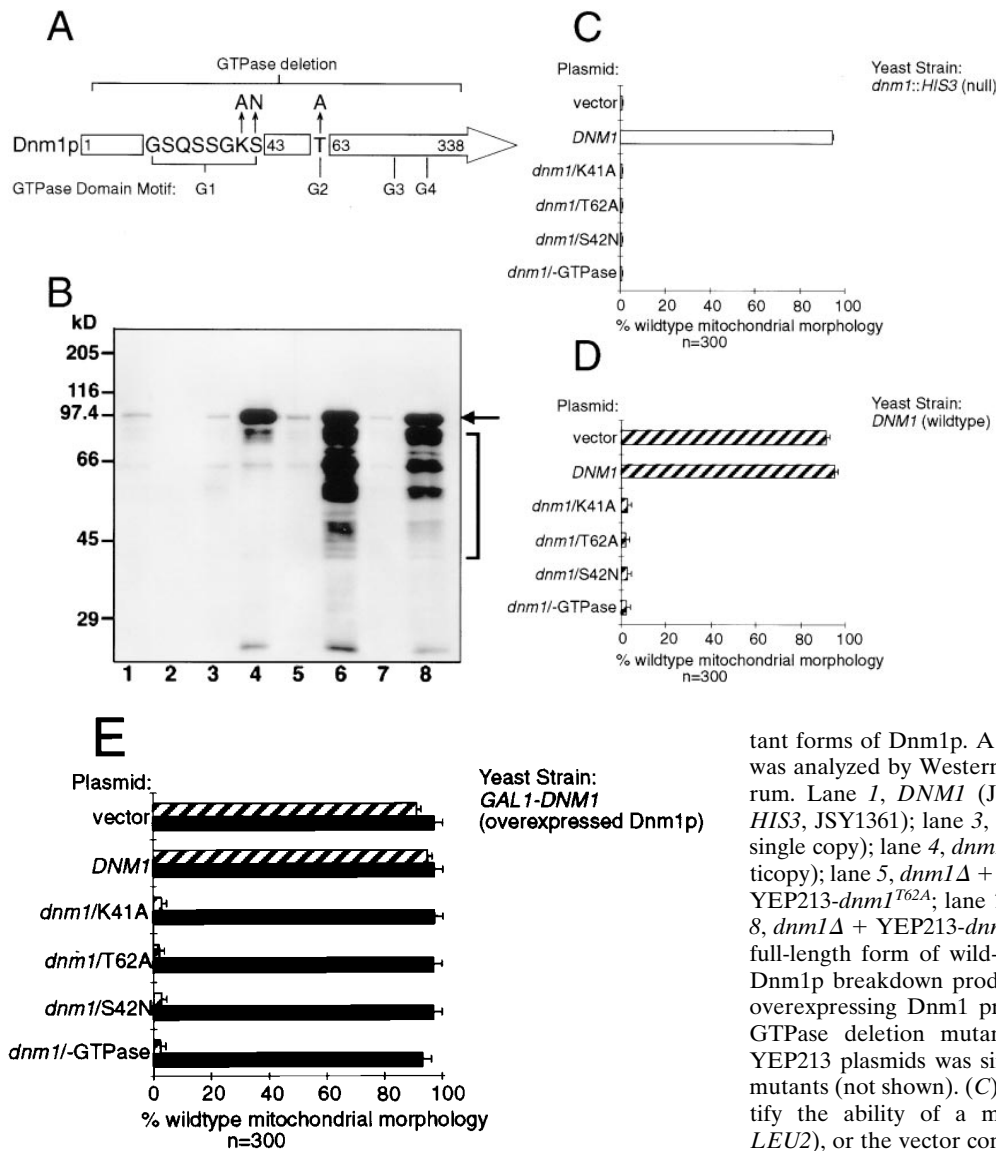 A
GTPase deletion
A N A
Dnm1p 1 GSQSSGKS 43 T 63 338
GTPase Domain Motif: G1 G2 G3 G4
B
kD
205
116
97.4
66
45
29
1 2 3 4 5 6 7 8
C
Plasmid:
Yeast Strain:
dnm1::HIS3 (null)
vector
DNM1
dnm1/K41A
dnm1/T62A
dnm1/S42N
dnm1/-GTPase
0 20 40 60 80 100
% wildtype mitochondrial morphology
n=300
D
Plasmid:
Yeast Strain:
DNM1 (wildtype)
vector
DNM1
dnm1/K41A
dnm1/T62A
dnm1/S42N
dnm1/-GTPase
0 20 40 60 80 100
% wildtype mitochondrial morphology
n=300
E
Plasmid:
Yeast Strain:
GAL1-DNM1
(overexpressed Dnm1p)
vector
DNM1
dnm1/K41A
dnm1/T62A
dnm1/S42N
dnm1/-GTPase
0 20 40 60 80 100
% wildtype mitochondrial morphology
n=300
tant forms of Dnm1p. A
was analyzed by Western
rum. Lane 1, DNM1 (J
HIS3, JSY1361); lane 3,
single copy); lane 4, dnm
ticopy); lane 5, dnm1Δ +
YEP213-dnm1T62A; lane
8, dnm1Δ + YEP213-dn
full-length form of wild-
Dnm1p breakdown prod
overexpressing Dnm1 pr
GTPase deletion mutan
YEP213 plasmids was si
mutants (not shown). (C)
tify the ability of a m
LEU2), or the vector con